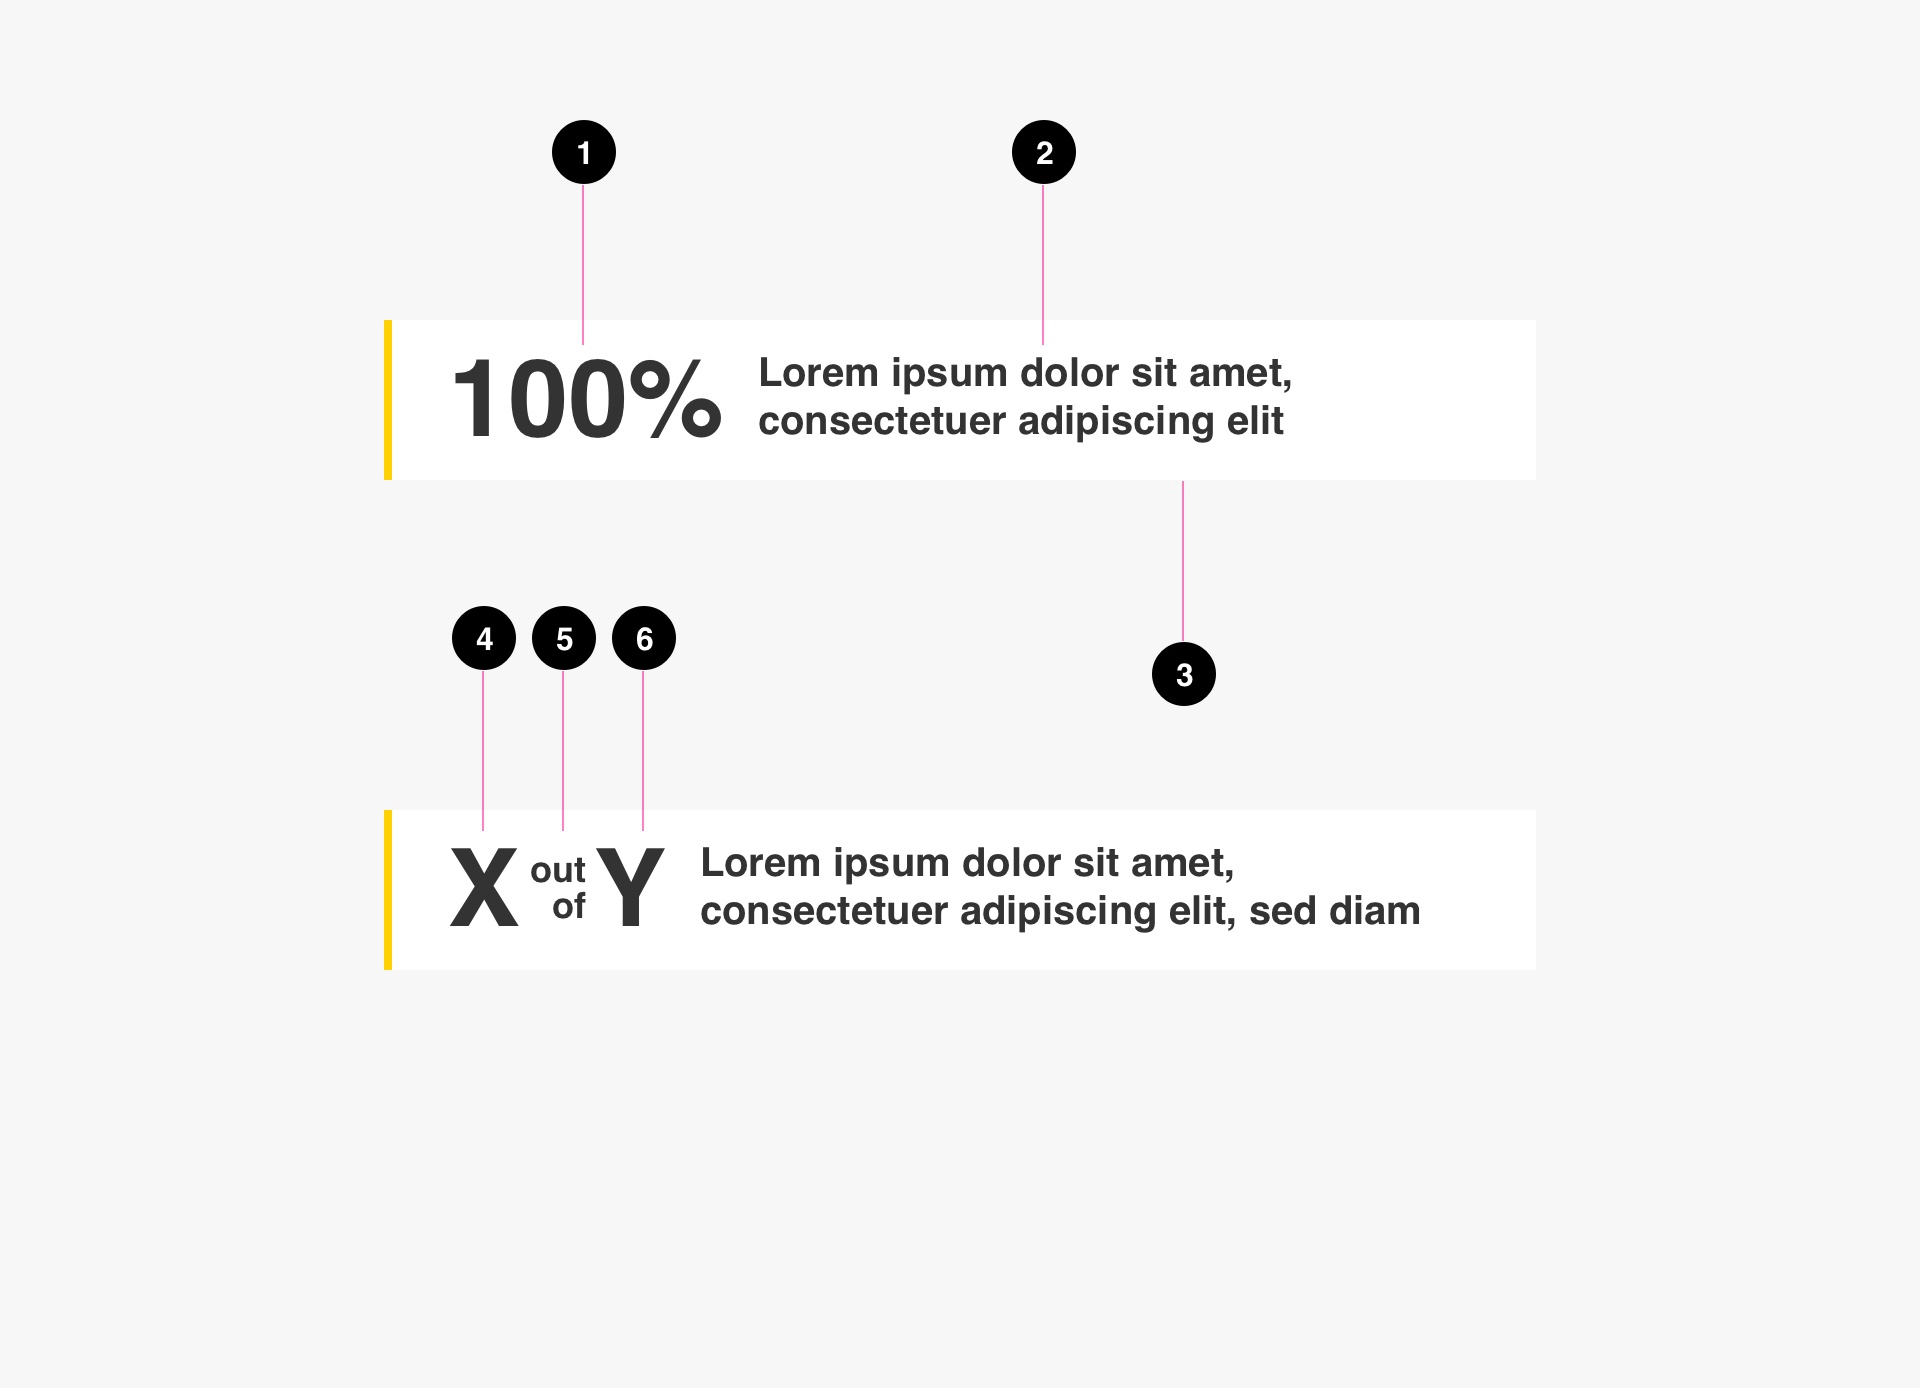 1
2
100%
Lorem ipsum dolor sit amet,
consectetuer adipiscing elit
4
5
6
3
X
out
of
Y
Lorem ipsum dolor sit amet,
consectetuer adipiscing elit, sed diam